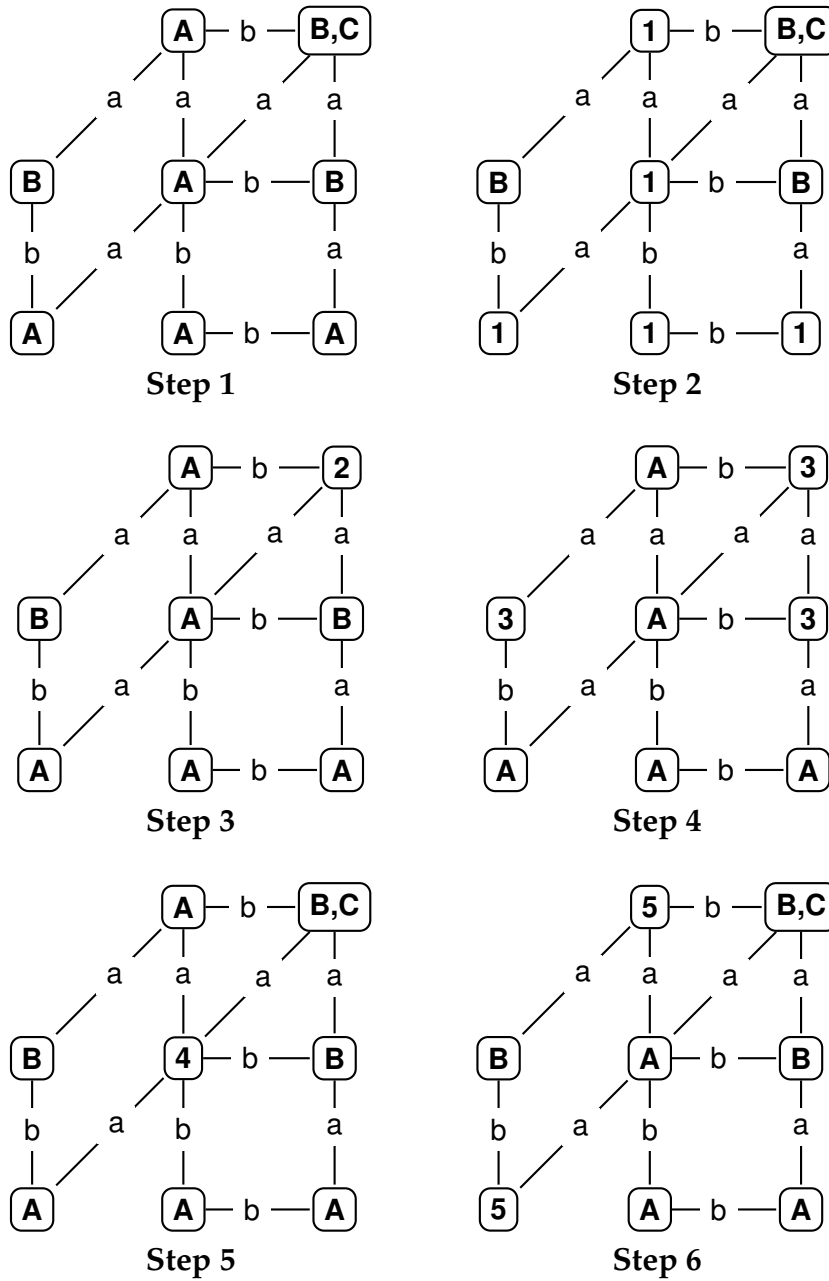 A b B,C 1 b B,C
a a a a a a a a
B A b B B 1 b B
b a b a b a b a
A A b A 1 1 b 1
Step 1 Step 2
A b 2 A b 3
a a a a a a a a
B A b B 3 A b 3
b a b a b a b a
A A b A A A b A
Step 3 Step 4
A b B,C 5 b B,C
a a a a a a a a
B 4 b B B A b B
b a b a b a b a
A A b A 5 A b A
Step 5 Step 6